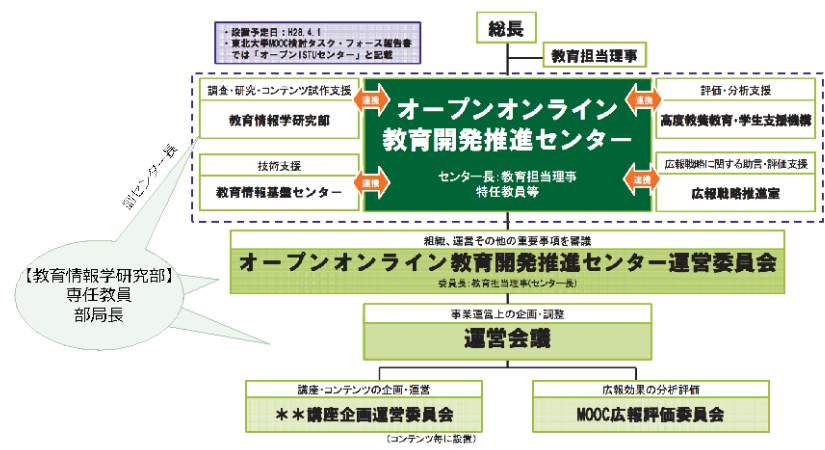 ・設置予定日:H28.4.1
・東北大学MOOC検討タスク・フォース報告書
では「オープンISTUセンター」と記載
総長
教育担当理事
調査・研究・コンテンツ試作支援
教育情報学研究部
連携
オープンオンライン
教育開発推進センター
センター長:教育担当理事
特任教員等
連携
評価・分析支援
高度教養教育・学生支援機構
技術支援
教育情報基盤センター
連携
連携
広報戦略に関する助言・評価支援
広報戦略推進室
副センター長
【教育情報学研究部】
専任教員
部局長
組織、運営その他の重要事項を審議
オープンオンライン教育開発推進センター運営委員会
委員長:教育担当理事(センター長)
事業運営上の企画・調整
運営会議
講座・コンテンツの企画・運営
＊＊講座企画運営委員会
(コンテンツ毎に設置)
広報効果の分析評価
MOOC広報評価委員会